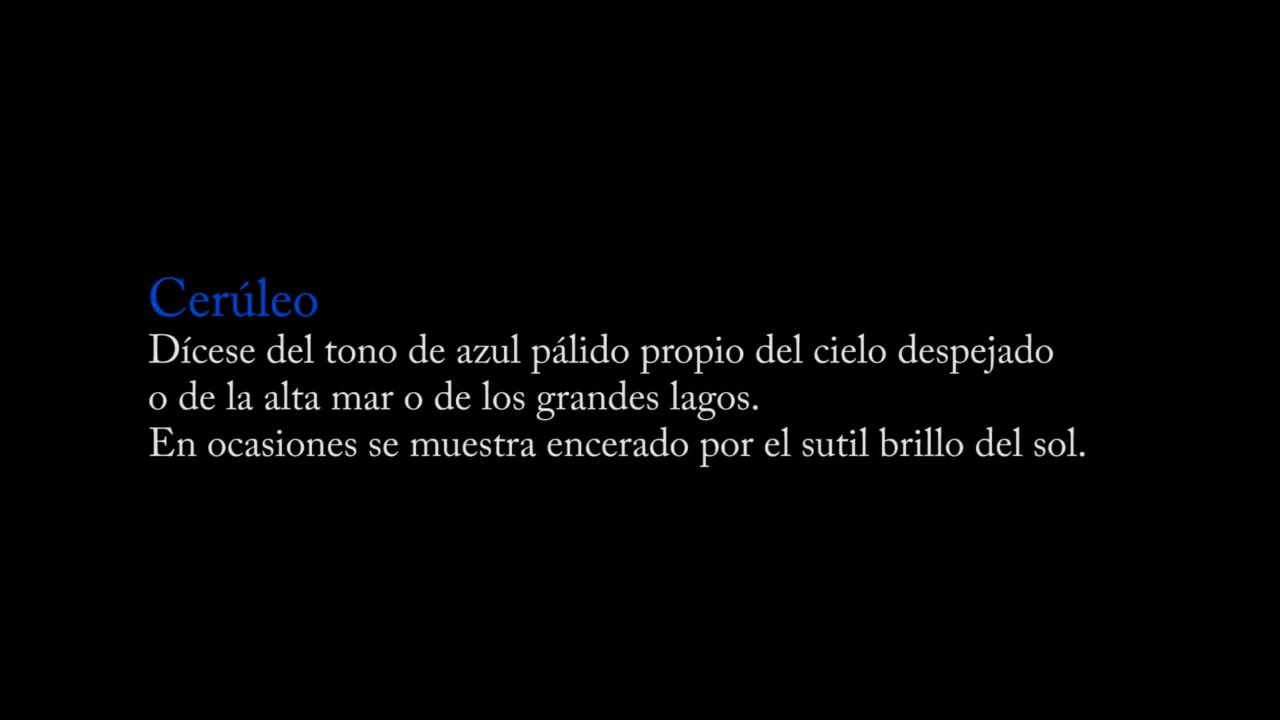 Cerúleo
Dícese del tono de azul pálido propio del cielo despejado
o de la alta mar o de los grandes lagos.
En ocasiones se muestra encerado por el sutil brillo del sol.